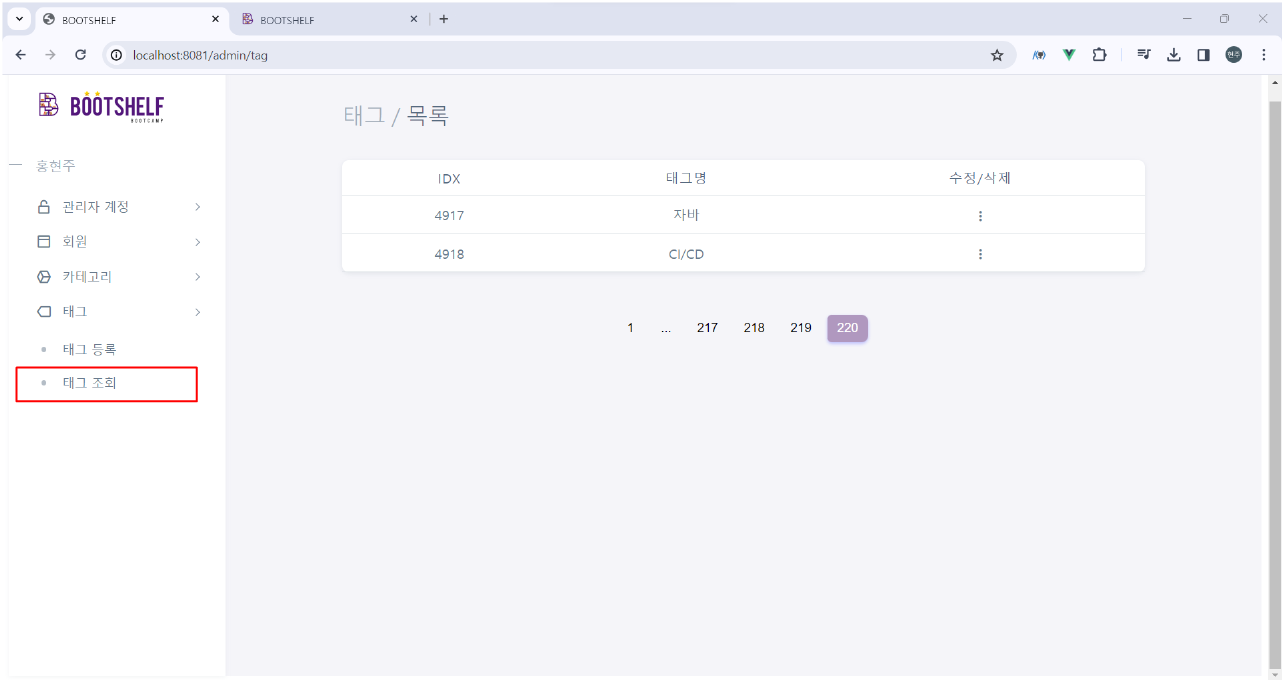 BOOTSHELF
BOOTSHELF
localhost:8081/admin/tag
현주
BOOTSHELF
BOOTCAMP
홍현주
관리자 계정
회원
카테고리
태그
태그 등록
태그 조회
태그 / 목록
IDX 태그명 수정/삭제
4917 자바
4918 CI/CD
1 ... 217 218 219 220